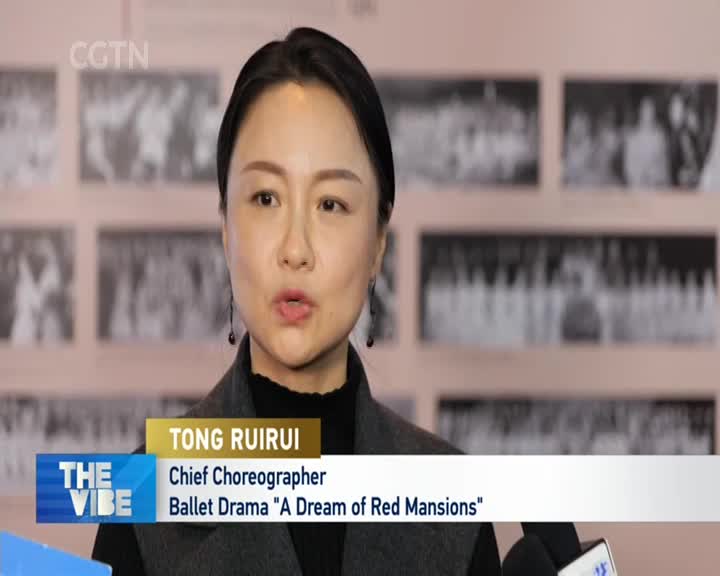 CGTN
TONG RUIRUI
THE
VIBE
Chief Choreographer
Ballet Drama "A Dream of Red Mansions"